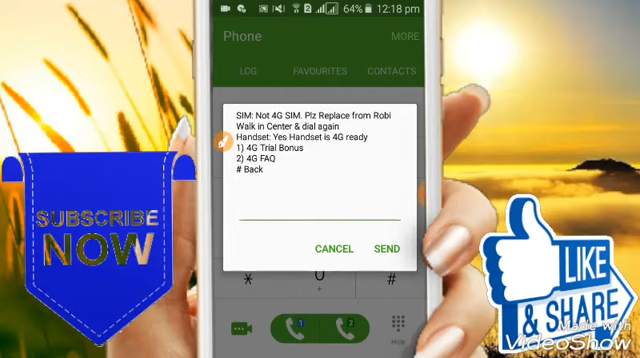 64% 12:18 pm
Phone MORE
LOG FAVOURITES CONTACTS
SIM: Not 4G SIM. Plz Replace from Robi
Walk in Center & dial again
Handset: Yes Handset is 4G ready
1) 4G Trial Bonus
2) 4G FAQ
# Back
CANCEL SEND
* 0 #
+
1 2
Hide
SUBSCRIBE
NOW
LIKE
& SHARE
Made with
VideoShow